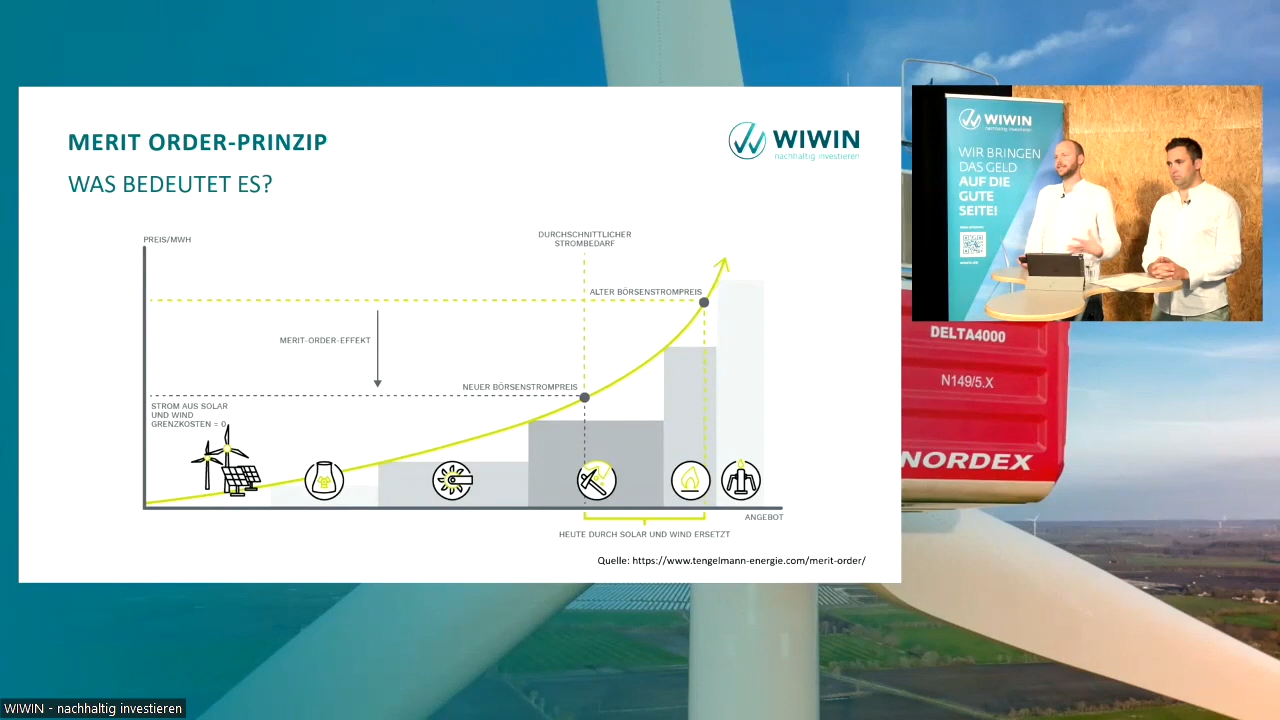 MERIT ORDER-PRINZIP
WAS BEDEUTET ES?
WIWIN
nachhaltig investieren
PREIS/MWH
DURCHSCHNITTLICHER
STROMBEDARF
ALTER BÖRSENSTROMPREIS
MERIT-ORDER-EFFEKT
NEUER BÖRSENSTROMPREIS
STROM AUS SOLAR
UND WIND
GRENZKOSTEN = 0
ANGEBOT
HEUTE DURCH SOLAR UND WIND ERSETZT
Quelle: https://www.tengelmann-energie.com/merit-order/
WIWIN
nachhaltig investieren
WIR BRINGEN
DAS GELD
AUF DIE
GUTE
SEITE!
DELTA4000
N149/5.X
NORDEX
WIWIN - nachhaltig investieren